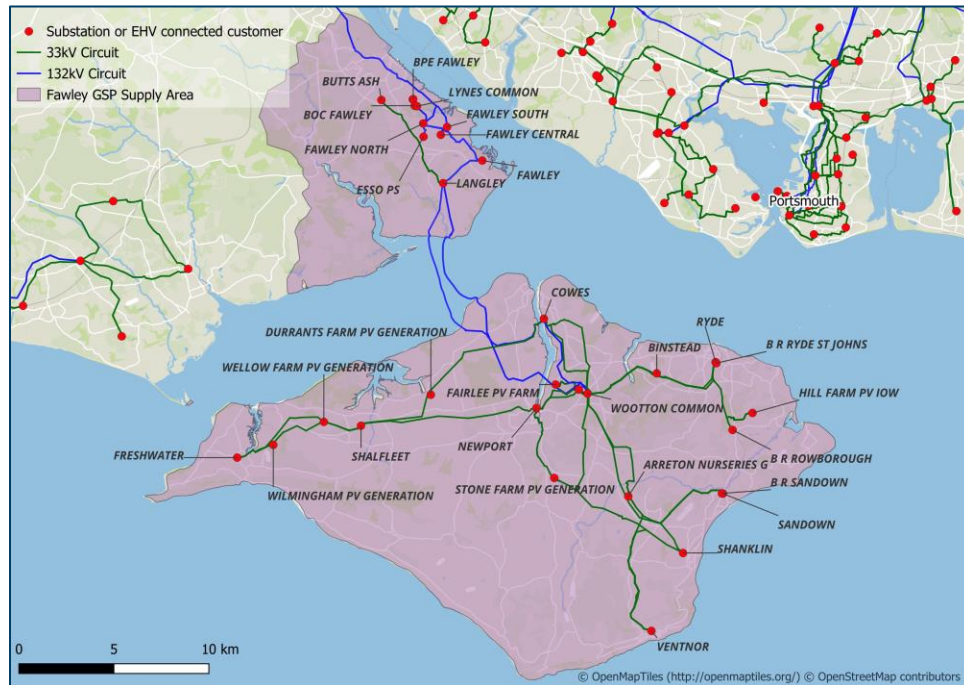 Substation or EHV connected customer
33kV Circuit
132kV Circuit
Fawley GSP Supply Area
BPE FAWLEY
BUTTS ASH
LYNES COMMON
BOC FAWLEY
FAWLEY SOUTH
FAWLEY CENTRAL
FAWLEY NORTH
FAWLEY
ESSO PS
LANGLEY
Portsmouth
COWES
RYDE
DURRANTS FARM PV GENERATION
BINSTEAD
B R RYDE ST JOHNS
WELLOW FARM PV GENERATION
FAIRLEE PV FARM
HILL FARM PV IOW
WOOTTON COMMON
NEWPORT
FRESHWATER
SHALFLEET
B R ROWBOROUGH
ARRETON NURSERIES G
WILMINGHAM PV GENERATION
STONE FARM PV GENERATION
B R SANDOWN
SANDOWN
SHANKLIN
VENTNOR
0 5 10 km
© OpenMapTiles (http://openmaptiles.org/) © OpenStreetMap contributors